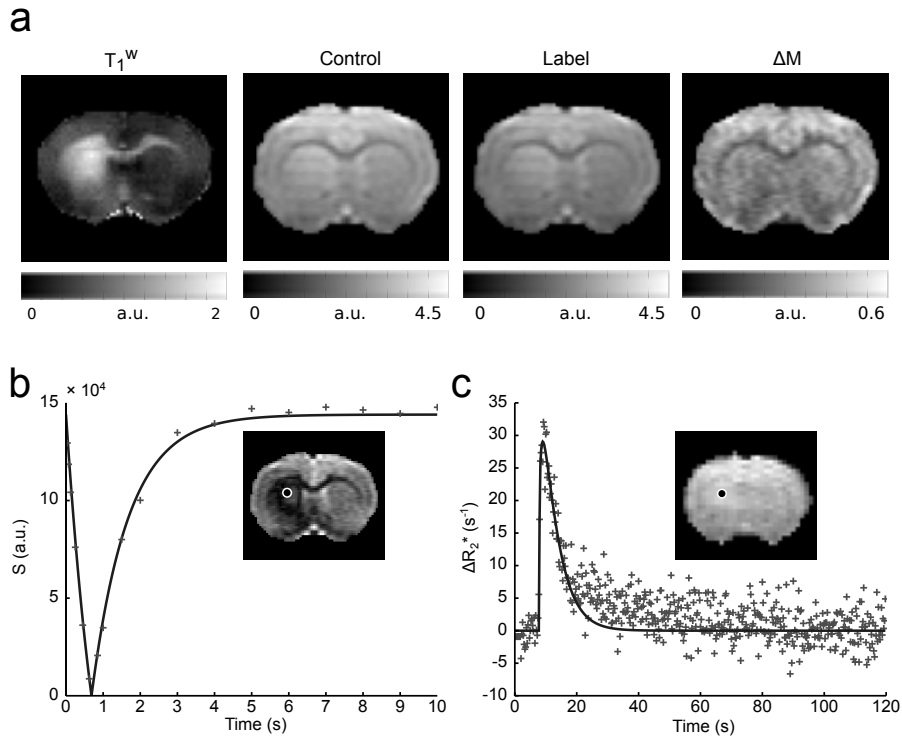 a
T₁ᵂ Control Label ΔM
0 a.u. 2 0 a.u. 4.5 0 a.u. 4.5 0 a.u. 0.6
b
× 10⁴
15
10
5
0
S (a.u.)
0 1 2 3 4 5 6 7 8 9 10
Time (s)
c
35
30
25
20
15
10
5
0
-5
-10
ΔR₂* (s⁻¹)
0 20 40 60 80 100 120
Time (s)